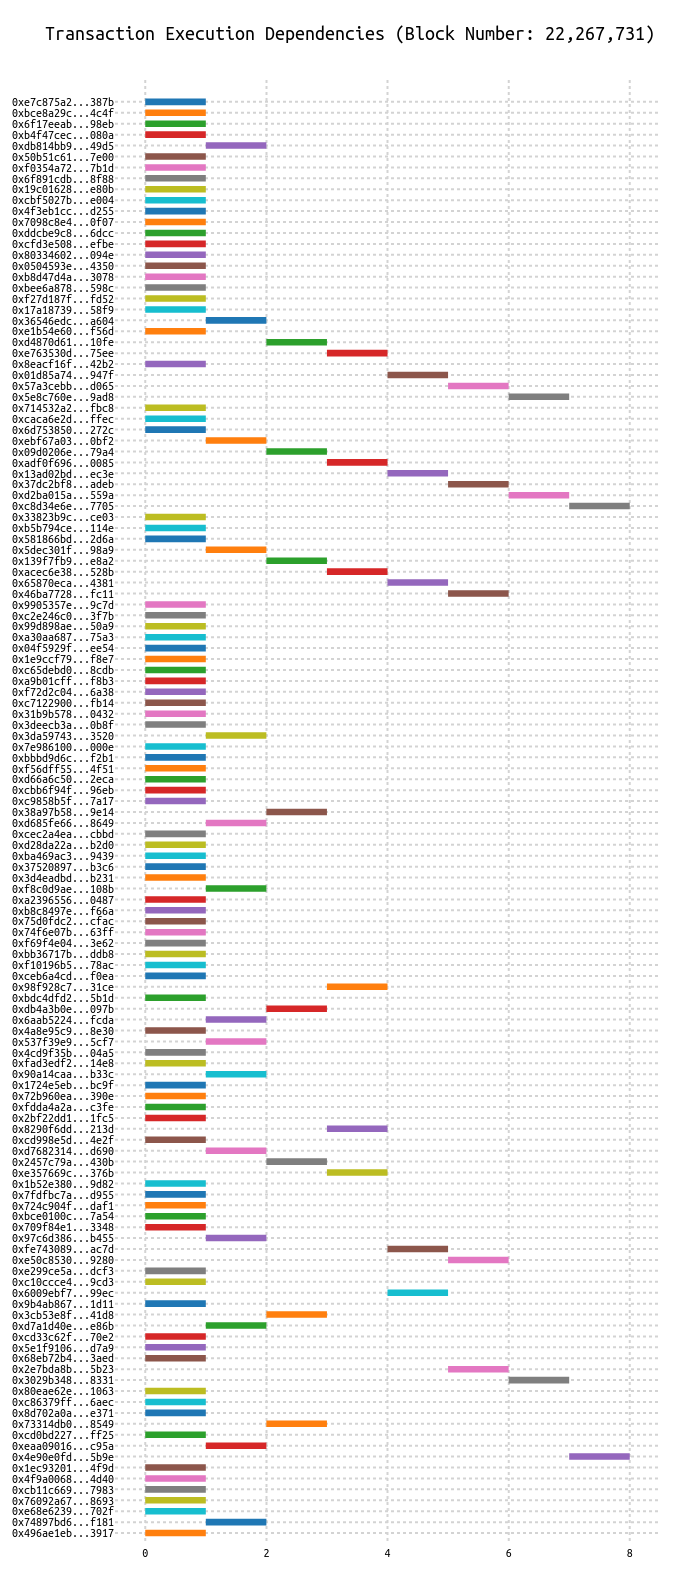 Transaction Execution Dependencies (Block Number: 22,267,731)
0xe7c875a2...387b
0xbce8a29c...4c4f
0x6f17eeab...98eb
0xb4f47cec...080a
0xdb814bb9...49d5
0x50b51c61...7e00
0xf0354a72...7b1d
0x6f891cdb...8f88
0x19c01628...e80b
0xcbf5027b...e004
0x4f3eb1cc...d255
0x7098c8e4...0f07
0xddcbe9c8...6dcc
0xcfd3e508...efbe
0x80334602...094e
0x0504593e...4350
0xb8d47d4a...3078
0xbee6a878...598c
0xf27d187f...fd52
0x17a18739...58f9
0x36546edc...a604
0xe1b54e60...f56d
0xd4870d61...10fe
0xe763530d...75ee
0x8eacf16f...42b2
0x01d85a74...947f
0x57a3cebb...d065
0x5e8c760e...9ad8
0x714532a2...fbc8
0xcaca6e2d...ffec
0x6d753850...272c
0xebf67a03...0bf2
0x09d0206e...79a4
0xadf0f696...0085
0x13ad02bd...ec3e
0x37dc2bf8...adeb
0xd2ba015a...559a
0xc8d34e6e...7705
0x33823b9c...ce03
0xb5b794ce...114e
0x581866bd...2d6a
0x5dec301f...98a9
0x139f7fb9...e8a2
0xacec6e38...528b
0x65870eca...4381
0x46ba7728...fc11
0x9905357e...9c7d
0xc2e246c0...3f7b
0x99d898ae...50a9
0xa30aa687...75a3
0x04f5929f...ee54
0x1e9ccf79...f8e7
0xc65debd0...8cdb
0xa9b01cff...f8b3
0xf72d2c04...6a38
0xc7122900...fb14
0x31b9b578...0432
0x3deecb3a...0b8f
0x3da59743...3520
0x7e986100...000e
0xbbbd9d6c...f2b1
0xf56dff55...4f51
0xd66a6c50...2eca
0xcbb6f94f...96eb
0xc9858b5f...7a17
0x38a97b58...9e14
0xd685fe66...8649
0xcec2a4ea...cbbd
0xd28da22a...b2d0
0xba469ac3...9439
0x37520897...b3c6
0x3d4eadbd...b231
0xf8c0d9ae...108b
0xa2396556...0487
0xb8c8497e...f66a
0x75d0fdc2...cfac
0x74f6e07b...63ff
0xf69f4e04...3e62
0xbb36717b...ddb8
0xf10196b5...78ac
0xceb6a4cd...f0ea
0x98f928c7...31ce
0xbdc4dfd2...5b1d
0xdb4a3b0e...097b
0x6aab5224...fcda
0x4a8e95c9...8e30
0x537f39e9...5cf7
0x4cd9f35b...04a5
0xfad3edf2...14e8
0x90a14caa...b33c
0x1724e5eb...bc9f
0x72b960ea...390e
0xfdda4a2a...c3fe
0x2bf22dd1...1fc5
0x8290f6dd...213d
0xcd998e5d...4e2f
0xd7682314...d690
0x2457c79a...430b
0xe357669c...376b
0x1b52e380...9d82
0x7fdfbc7a...d955
0x724c904f...daf1
0xbce0100c...7a54
0x709f84e1...3348
0x97c6d386...b455
0xfe743089...ac7d
0xe50c8530...9280
0xe299ce5a...dcf3
0xc10ccce4...9cd3
0x6009ebf7...99ec
0x9b4ab867...1d11
0x3cb53e8f...41d8
0xd7a1d40e...e86b
0xcd33c62f...70e2
0x5e1f9106...d7a9
0x68eb72b4...3aed
0x2e7bda8b...5b23
0x3029b348...8331
0x80eae62e...1063
0xc86379ff...6aec
0x8d702a0a...e371
0x73314db0...8549
0xcd0bd227...ff25
0xeaa09016...c95a
0x4e90e0fd...5b9e
0x1ec93201...4f9d
0x4f9a0068...4d40
0xcb11c669...7983
0x76092a67...8693
0xe68e6239...702f
0x74897bd6...f181
0x496ae1eb...3917
0 2 4 6 8